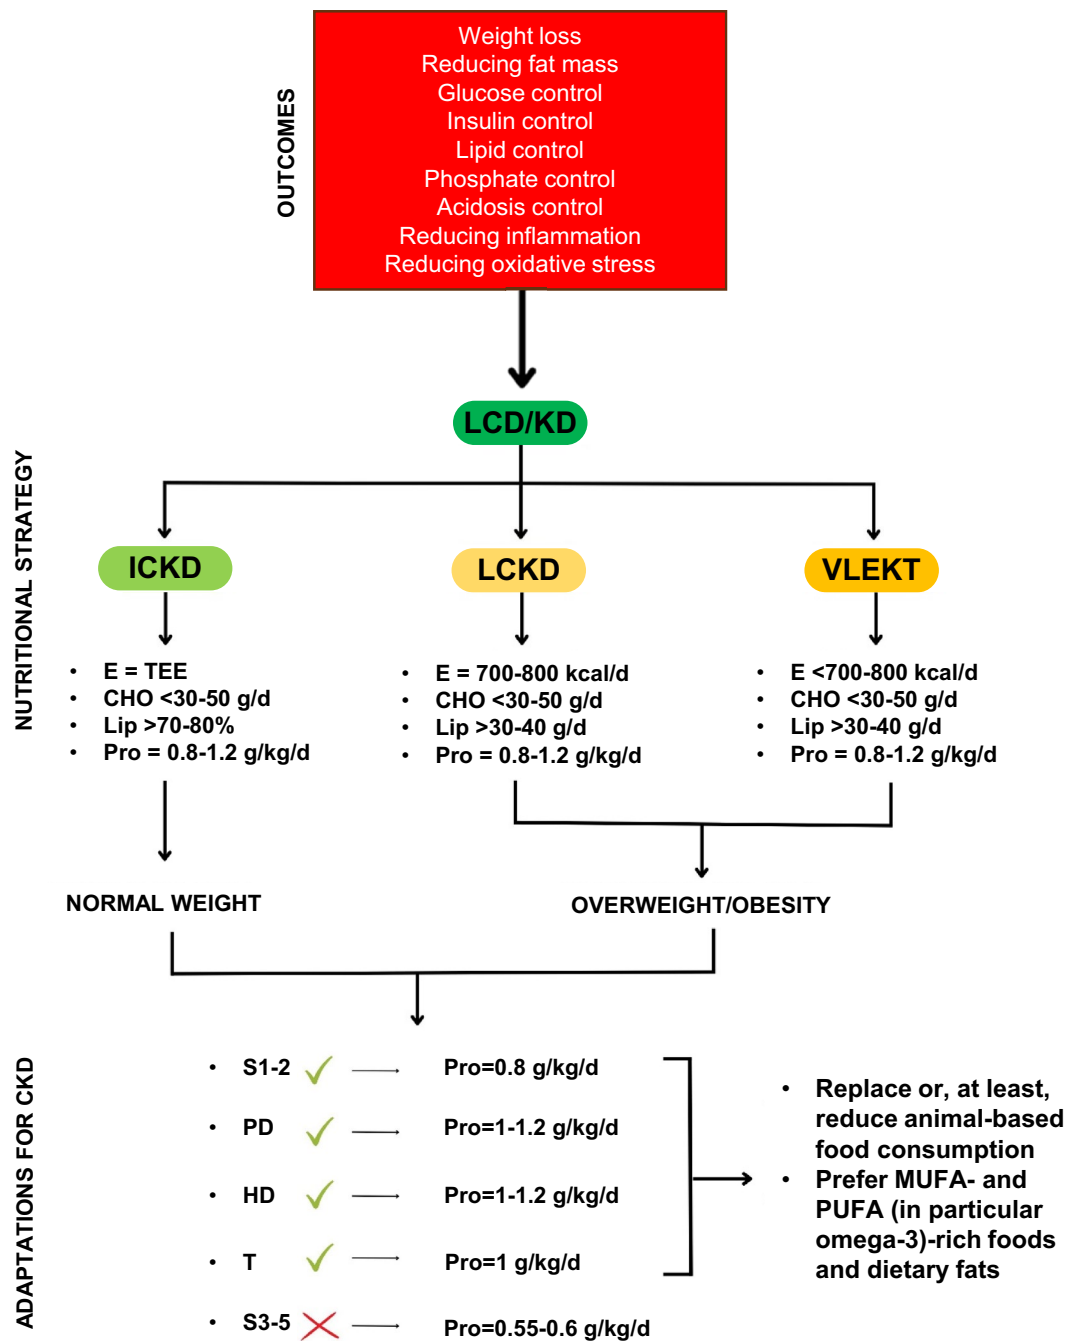 OUTCOMES
Weight loss
Reducing fat mass
Glucose control
Insulin control
Lipid control
Phosphate control
Acidosis control
Reducing inflammation
Reducing oxidative stress
LCD/KD
NUTRITIONAL STRATEGY
ICKD
• E = TEE
• CHO <30-50 g/d
• Lip >70-80%
• Pro = 0.8-1.2 g/kg/d
LCKD
• E = 700-800 kcal/d
• CHO <30-50 g/d
• Lip >30-40 g/d
• Pro = 0.8-1.2 g/kg/d
VLEKT
• E <700-800 kcal/d
• CHO <30-50 g/d
• Lip >30-40 g/d
• Pro = 0.8-1.2 g/kg/d
NORMAL WEIGHT
OVERWEIGHT/OBESITY
ADAPTATIONS FOR CKD
• S1-2 Pro=0.8 g/kg/d
• PD Pro=1-1.2 g/kg/d
• HD Pro=1-1.2 g/kg/d
• T Pro=1 g/kg/d
• S3-5 Pro=0.55-0.6 g/kg/d
• Replace or, at least,
reduce animal-based
food consumption
• Prefer MUFA- and
PUFA (in particular
omega-3)-rich foods
and dietary fats